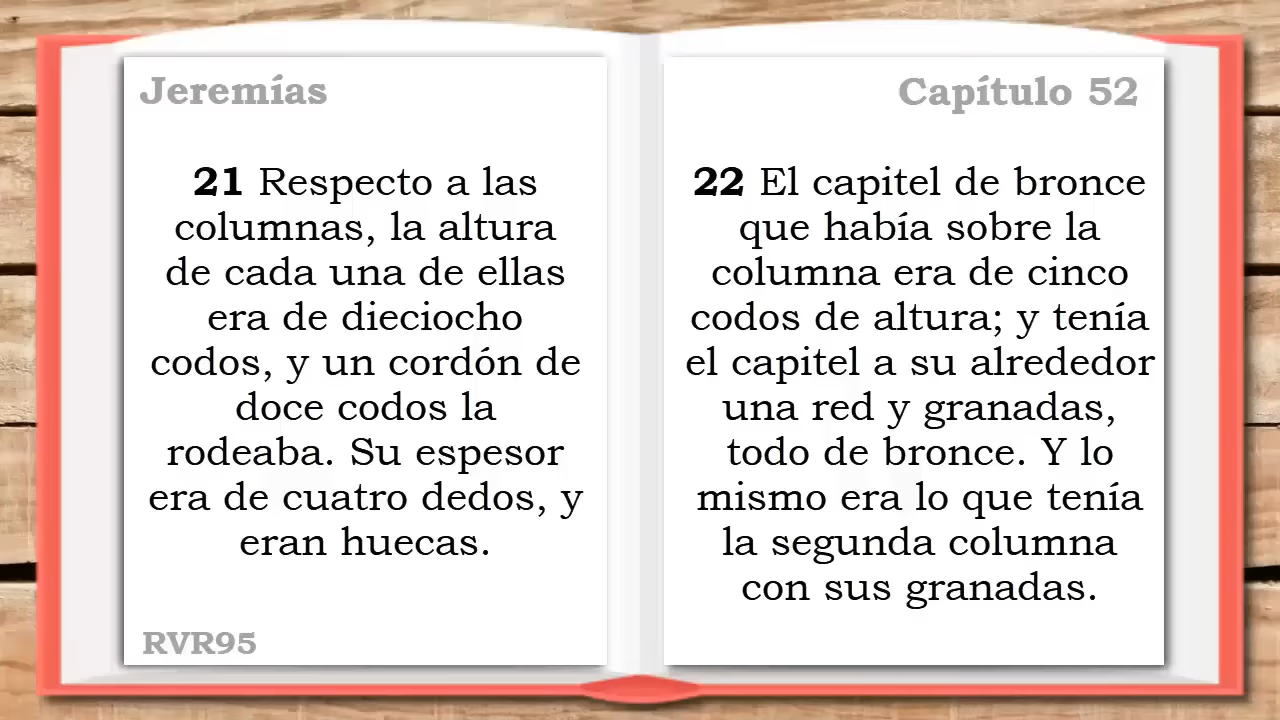 Jeremías
21 Respecto a las
columnas, la altura
de cada una de ellas
era de dieciocho
codos, y un cordón de
doce codos la
rodeaba. Su espesor
era de cuatro dedos, y
eran huecas.
RVR95
Capítulo 52
22 El capitel de bronce
que había sobre la
columna era de cinco
codos de altura; y tenía
el capitel a su alrededor
una red y granadas,
todo de bronce. Y lo
mismo era lo que tenía
la segunda columna
con sus granadas.